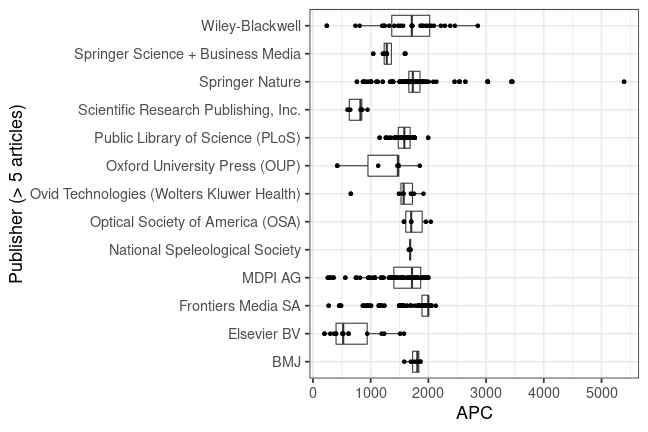 Publisher (> 5 articles)
Wiley-Blackwell
Springer Science + Business Media
Springer Nature
Scientific Research Publishing, Inc.
Public Library of Science (PLoS)
Oxford University Press (OUP)
Ovid Technologies (Wolters Kluwer Health)
Optical Society of America (OSA)
National Speleological Society
MDPI AG
Frontiers Media SA
Elsevier BV
BMJ
0 1000 2000 3000 4000 5000
APC